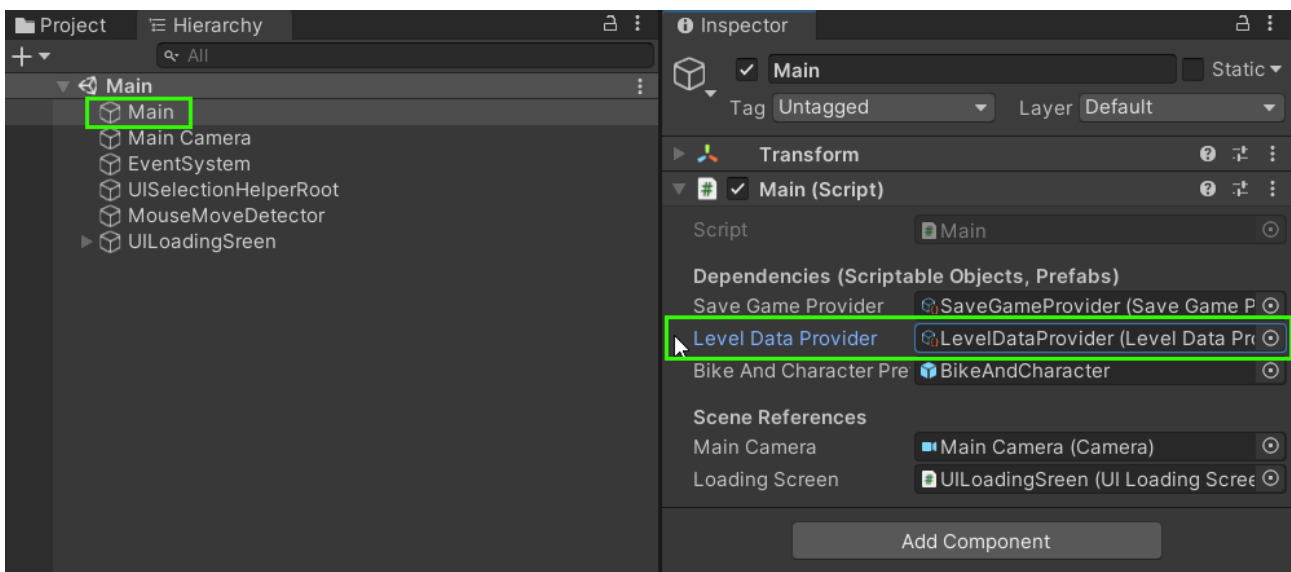 Project
Hierarchy
All
Main
Main
Main Camera
EventSystem
UISelectionHelperRoot
MouseMoveDetector
UILoadingSreen
Inspector
Main
Static
Tag Untagged
Layer Default
Transform
Main (Script)
Script
Main
Dependencies (Scriptable Objects, Prefabs)
Save Game Provider
SaveGameProvider (Save Game P
Level Data Provider
LevelDataProvider (Level Data Pro
Bike And Character Pre
BikeAndCharacter
Scene References
Main Camera
Main Camera (Camera)
Loading Screen
UILoadingSreen (UI Loading Scree
Add Component